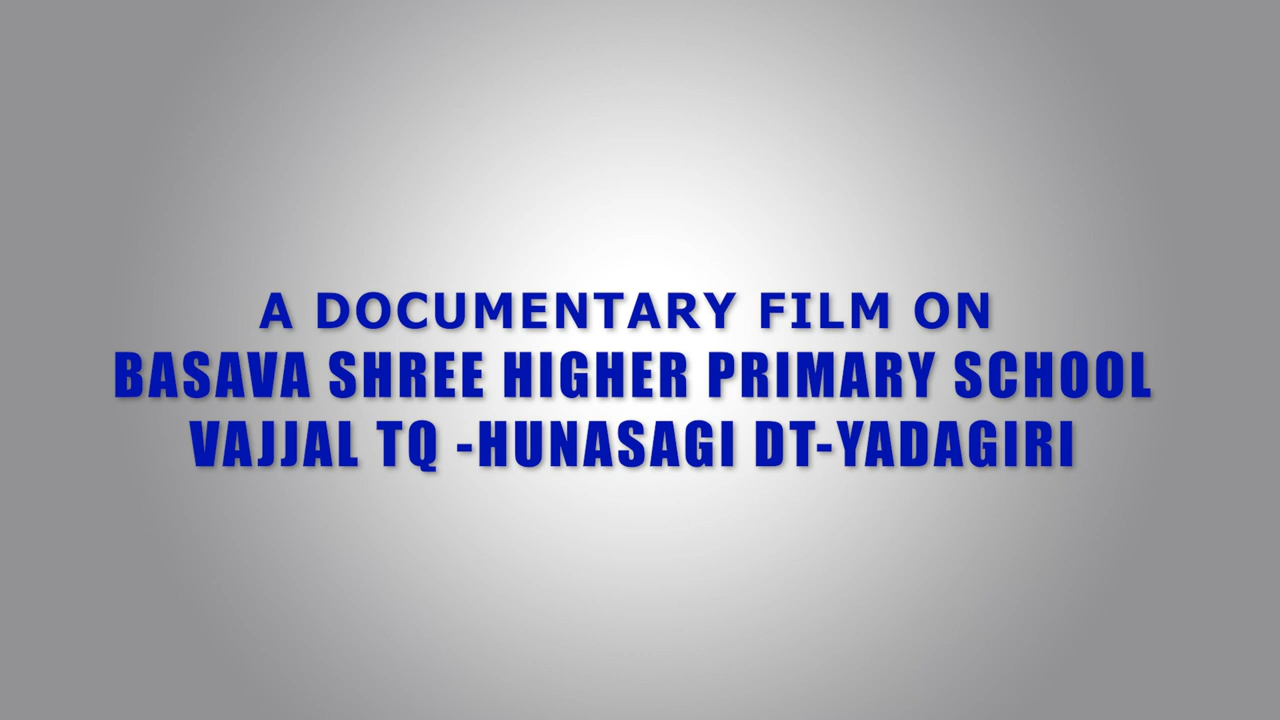 A DOCUMENTARY FILM ON
BASAVA SHREE HIGHER PRIMARY SCHOOL
VAJJAL TQ -HUNASAGI DT-YADAGIRI